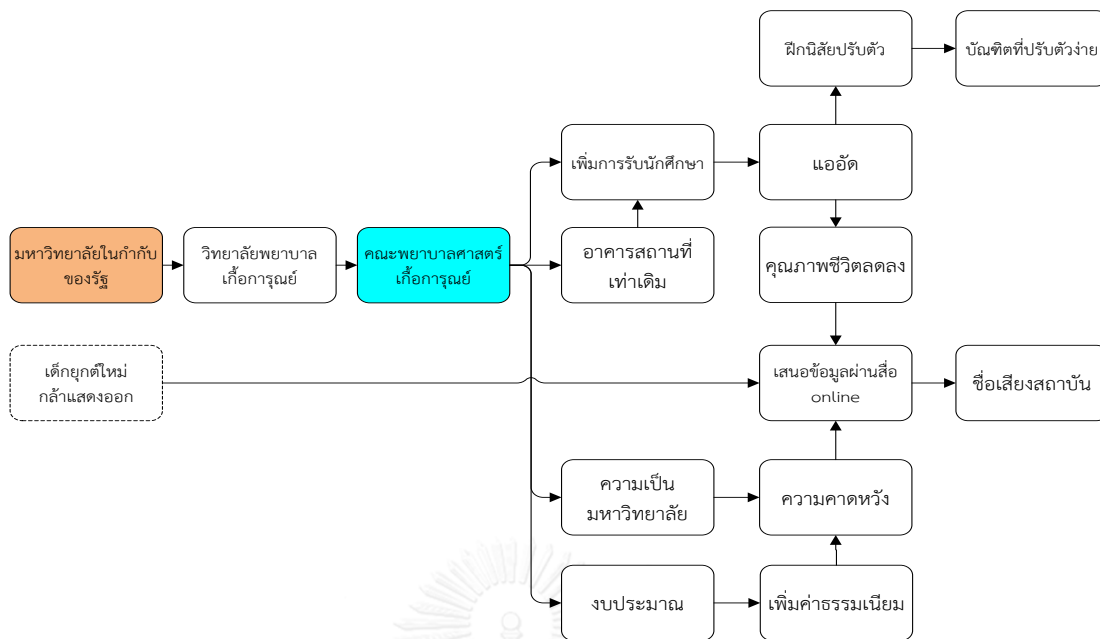 ฝึกนิสัยปรับตัว
บัณฑิตที่ปรับตัวง่าย
เพิ่มการรับนักศึกษา
แออัด
มหาวิทยาลัยในกำกับ
ของรัฐ
วิทยาลัยพยาบาล
เกื้อการุณย์
คณะพยาบาลศาสตร์
เกื้อการุณย์
อาคารสถานที่
เท่าเดิม
คุณภาพชีวิตลดลง
เด็กยุกต์ใหม่
กล้าแสดงออก
เสนอข้อมูลผ่านสื่อ
online
ชื่อเสียงสถาบัน
ความเป็น
มหาวิทยาลัย
ความคาดหวัง
งบประมาณ
เพิ่มค่าธรรมเนียม